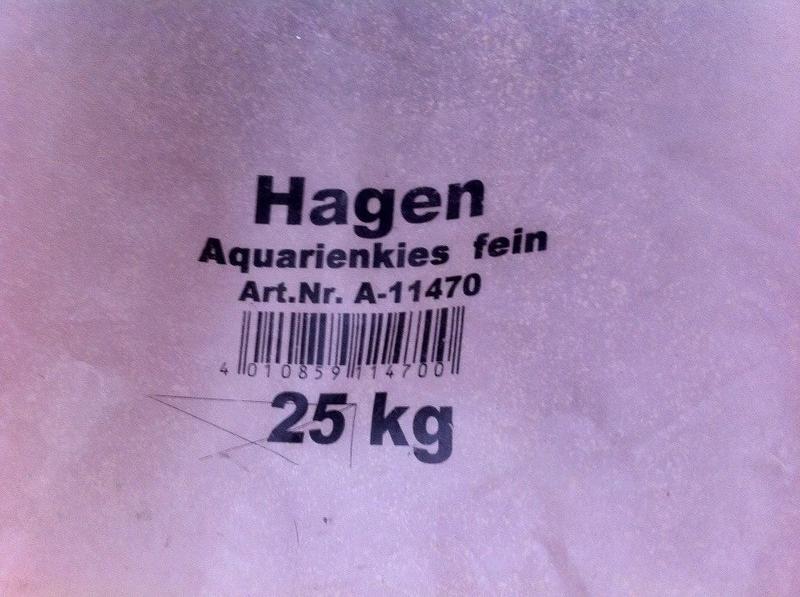 Hagen
Aquarienkies fein
Art.Nr. A-11470
4 010859 114700
25 kg